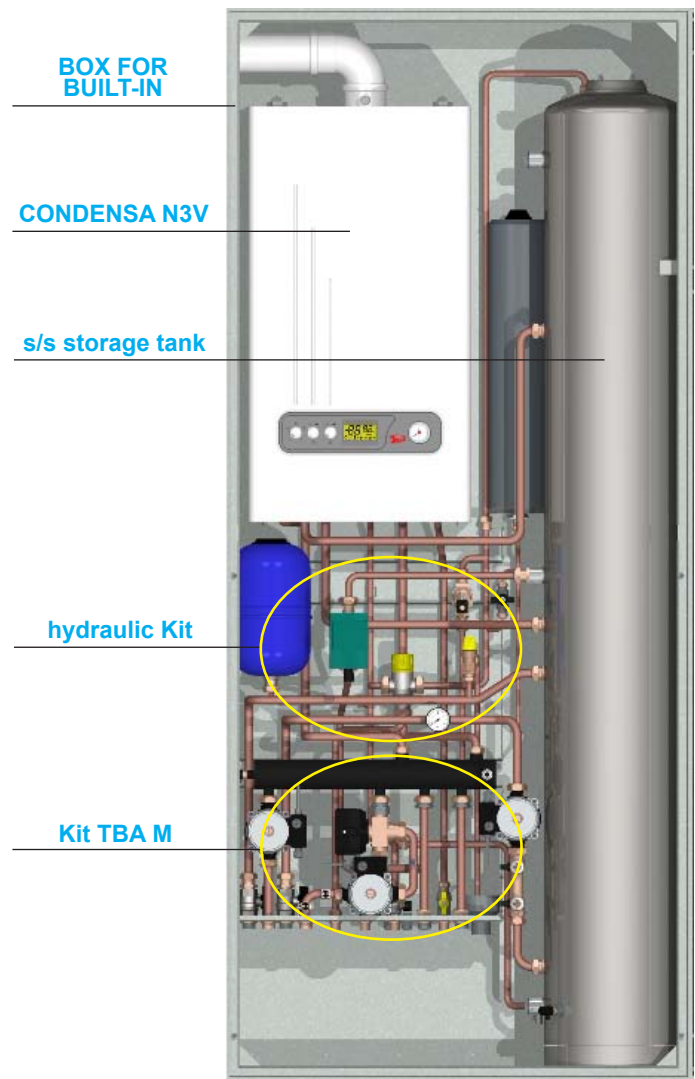 BOX FOR
BUILT-IN
CONDENSA N3V
s/s storage tank
hydraulic Kit
Kit TBA M